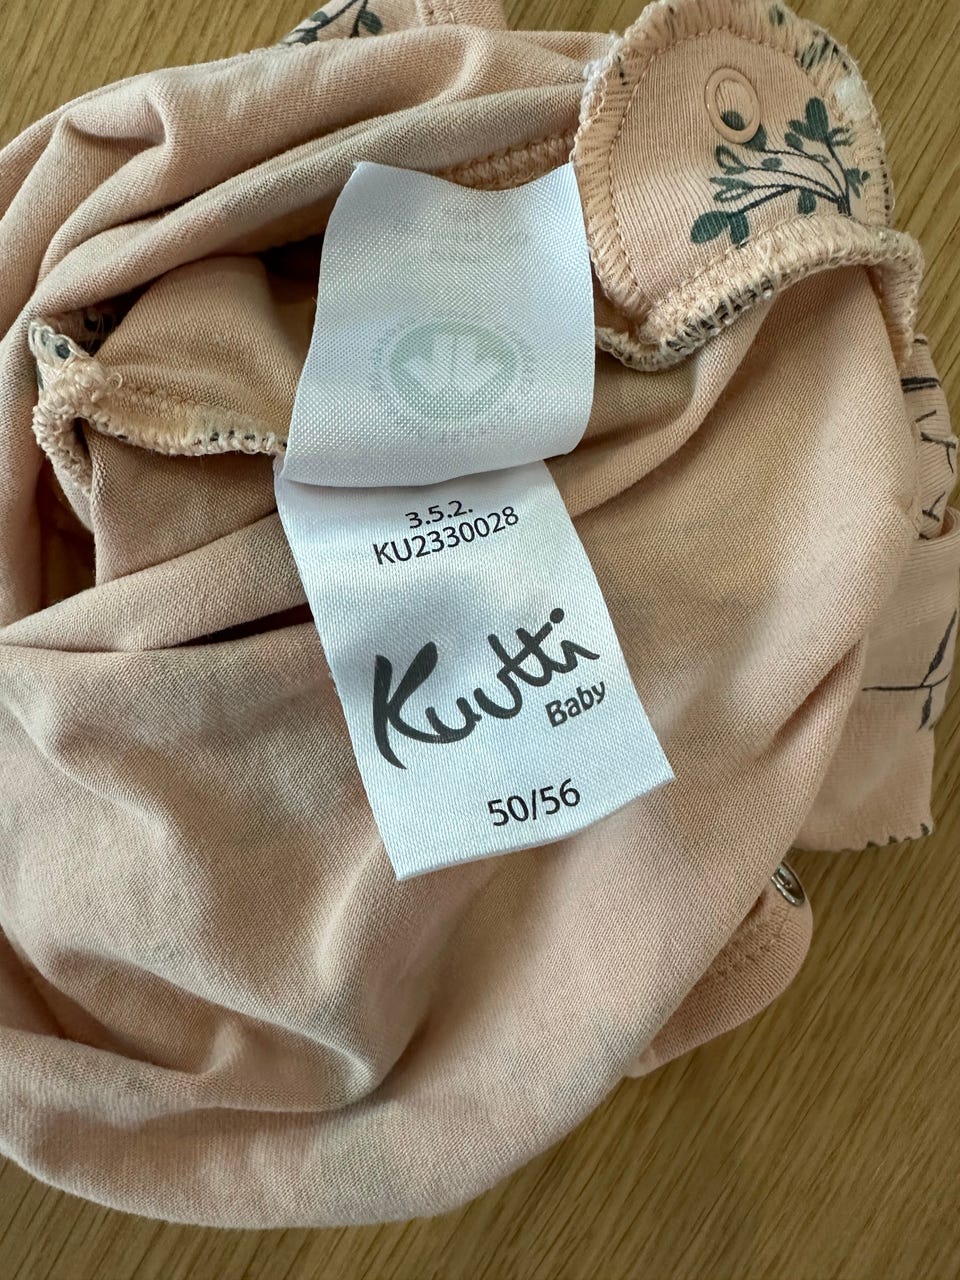 3.5.2.
KU2330028
Kutti
Baby
50/56